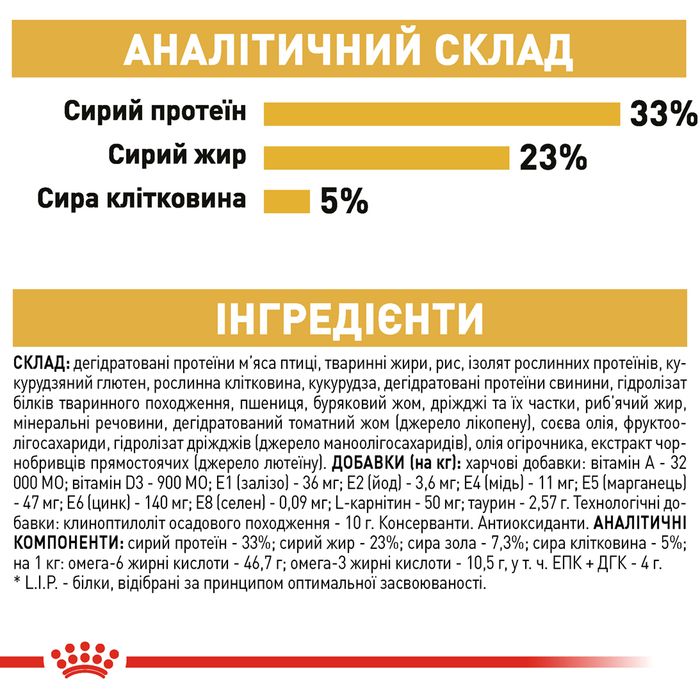 АНАЛІТИЧНИЙ СКЛАД
Сирий протеїн 33%
Сирий жир 23%
Сира клітковина 5%
ІНГРЕДІЄНТИ
СКЛАД: дегідратовані протеїни м’яса птиці, тваринні жири, рис, ізолят рослинних протеїнів, ку-
курудзяний глютен, рослинна клітковина, кукурудза, дегідратовані протеїни свинини, гідролізат
білків тваринного походження, пшениця, буряковий жом, дріжджі та їх частки, риб’ячий жир,
мінеральні речовини, дегідратований томатний жом (джерело лікопену), соєва олія, фруктоо-
лігосахариди, гідролізат дріжджів (джерело маноолігосахаридів), олія огірочника, екстракт чор-
нобривців прямостоячих (джерело лютеїну). ДОБАВКИ (на кг): харчові добавки: вітамін А - 32
000 МО; вітамін D3 - 900 МО; Е1 (залізо) - 36 мг; Е2 (йод) - 3,6 мг; Е4 (мідь) - 11 мг; Е5 (марганець)
- 47 мг; Е6 (цинк) - 140 мг; Е8 (селен) - 0,09 мг; L-карнітин - 50 мг; таурин - 2,57 г. Технологічні до-
бавки: клиноптилоліт осадового походження - 10 г. Консерванти. Антиоксиданти. АНАЛІТИЧНІ
КОМПОНЕНТИ: сирий протеїн - 33%; сирий жир - 23%; сира зола - 7,3%; сира клітковина - 5%;
на 1 кг: омега-6 жирні кислоти - 46,7 г; омега-3 жирні кислоти - 10,5 г, у т. ч. ЕПК + ДГК - 4 г.
* L.I.P. - білки, відібрані за принципом оптимальної засвоюваності.